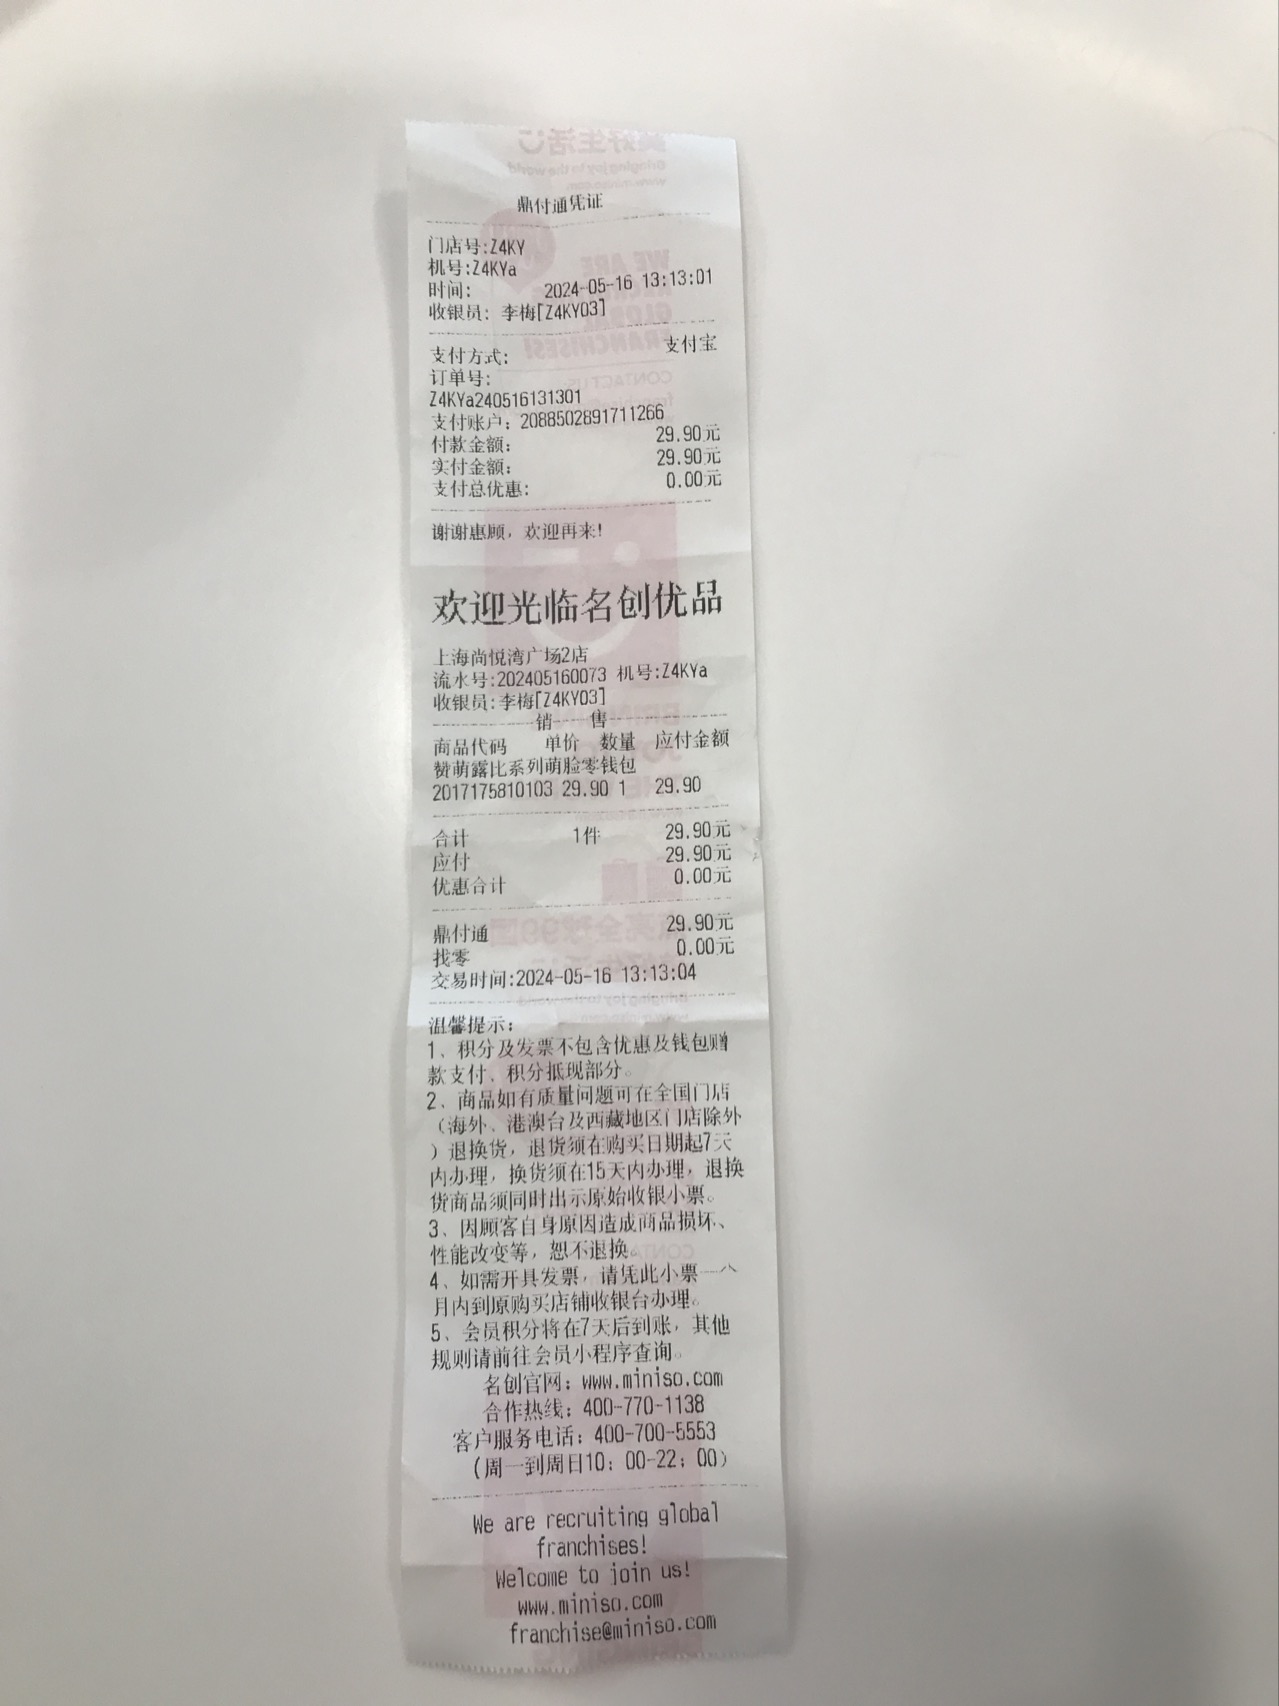 鼎付通凭证
门店号:Z4KY
机号:Z4KYa
时间: 2024-05-16 13:13:01
收银员: 李梅[Z4KY03]
支付方式: 支付宝
订单号:
Z4KYa240516131301
支付账户: 2088502891711266
付款金额: 29.90元
实付金额: 29.90元
支付总优惠: 0.00元
谢谢惠顾，欢迎再来!
欢迎光临名创优品
上海尚悦湾广场2店
流水号:202405160073 机号:Z4KYa
收银员:李梅[Z4KY03]
销 售
商品代码 单价 数量 应付金额
赞萌露比系列萌脸零钱包
2017175810103 29.90 1 29.90
合计 1件 29.90元
应付 29.90元
优惠合计 0.00元
鼎付通 29.90元
找零 0.00元
交易时间:2024-05-16 13:13:04
温馨提示:
1、积分及发票不包含优惠及钱包赠
款支付、积分抵现部分。
2、商品如有质量问题可在全国门店
（海外、港澳台及西藏地区门店除外
）退换货，退货须在购买日期起7天
内办理，换货须在15天内办理，退换
货商品须同时出示原始收银小票。
3、因顾客自身原因造成商品损坏、
性能改变等，恕不退换。
4、如需开具发票，请凭此小票一个
月内到原购买店铺收银台办理。
5、会员积分将在7天后到账，其他
规则请前往会员小程序查询。
名创官网: www.miniso.com
合作热线: 400-770-1138
客户服务电话: 400-700-5553
(周一到周日10: 00-22: 00)
We are recruiting global
franchises!
Welcome to join us!
www.miniso.com
franchise@miniso.com